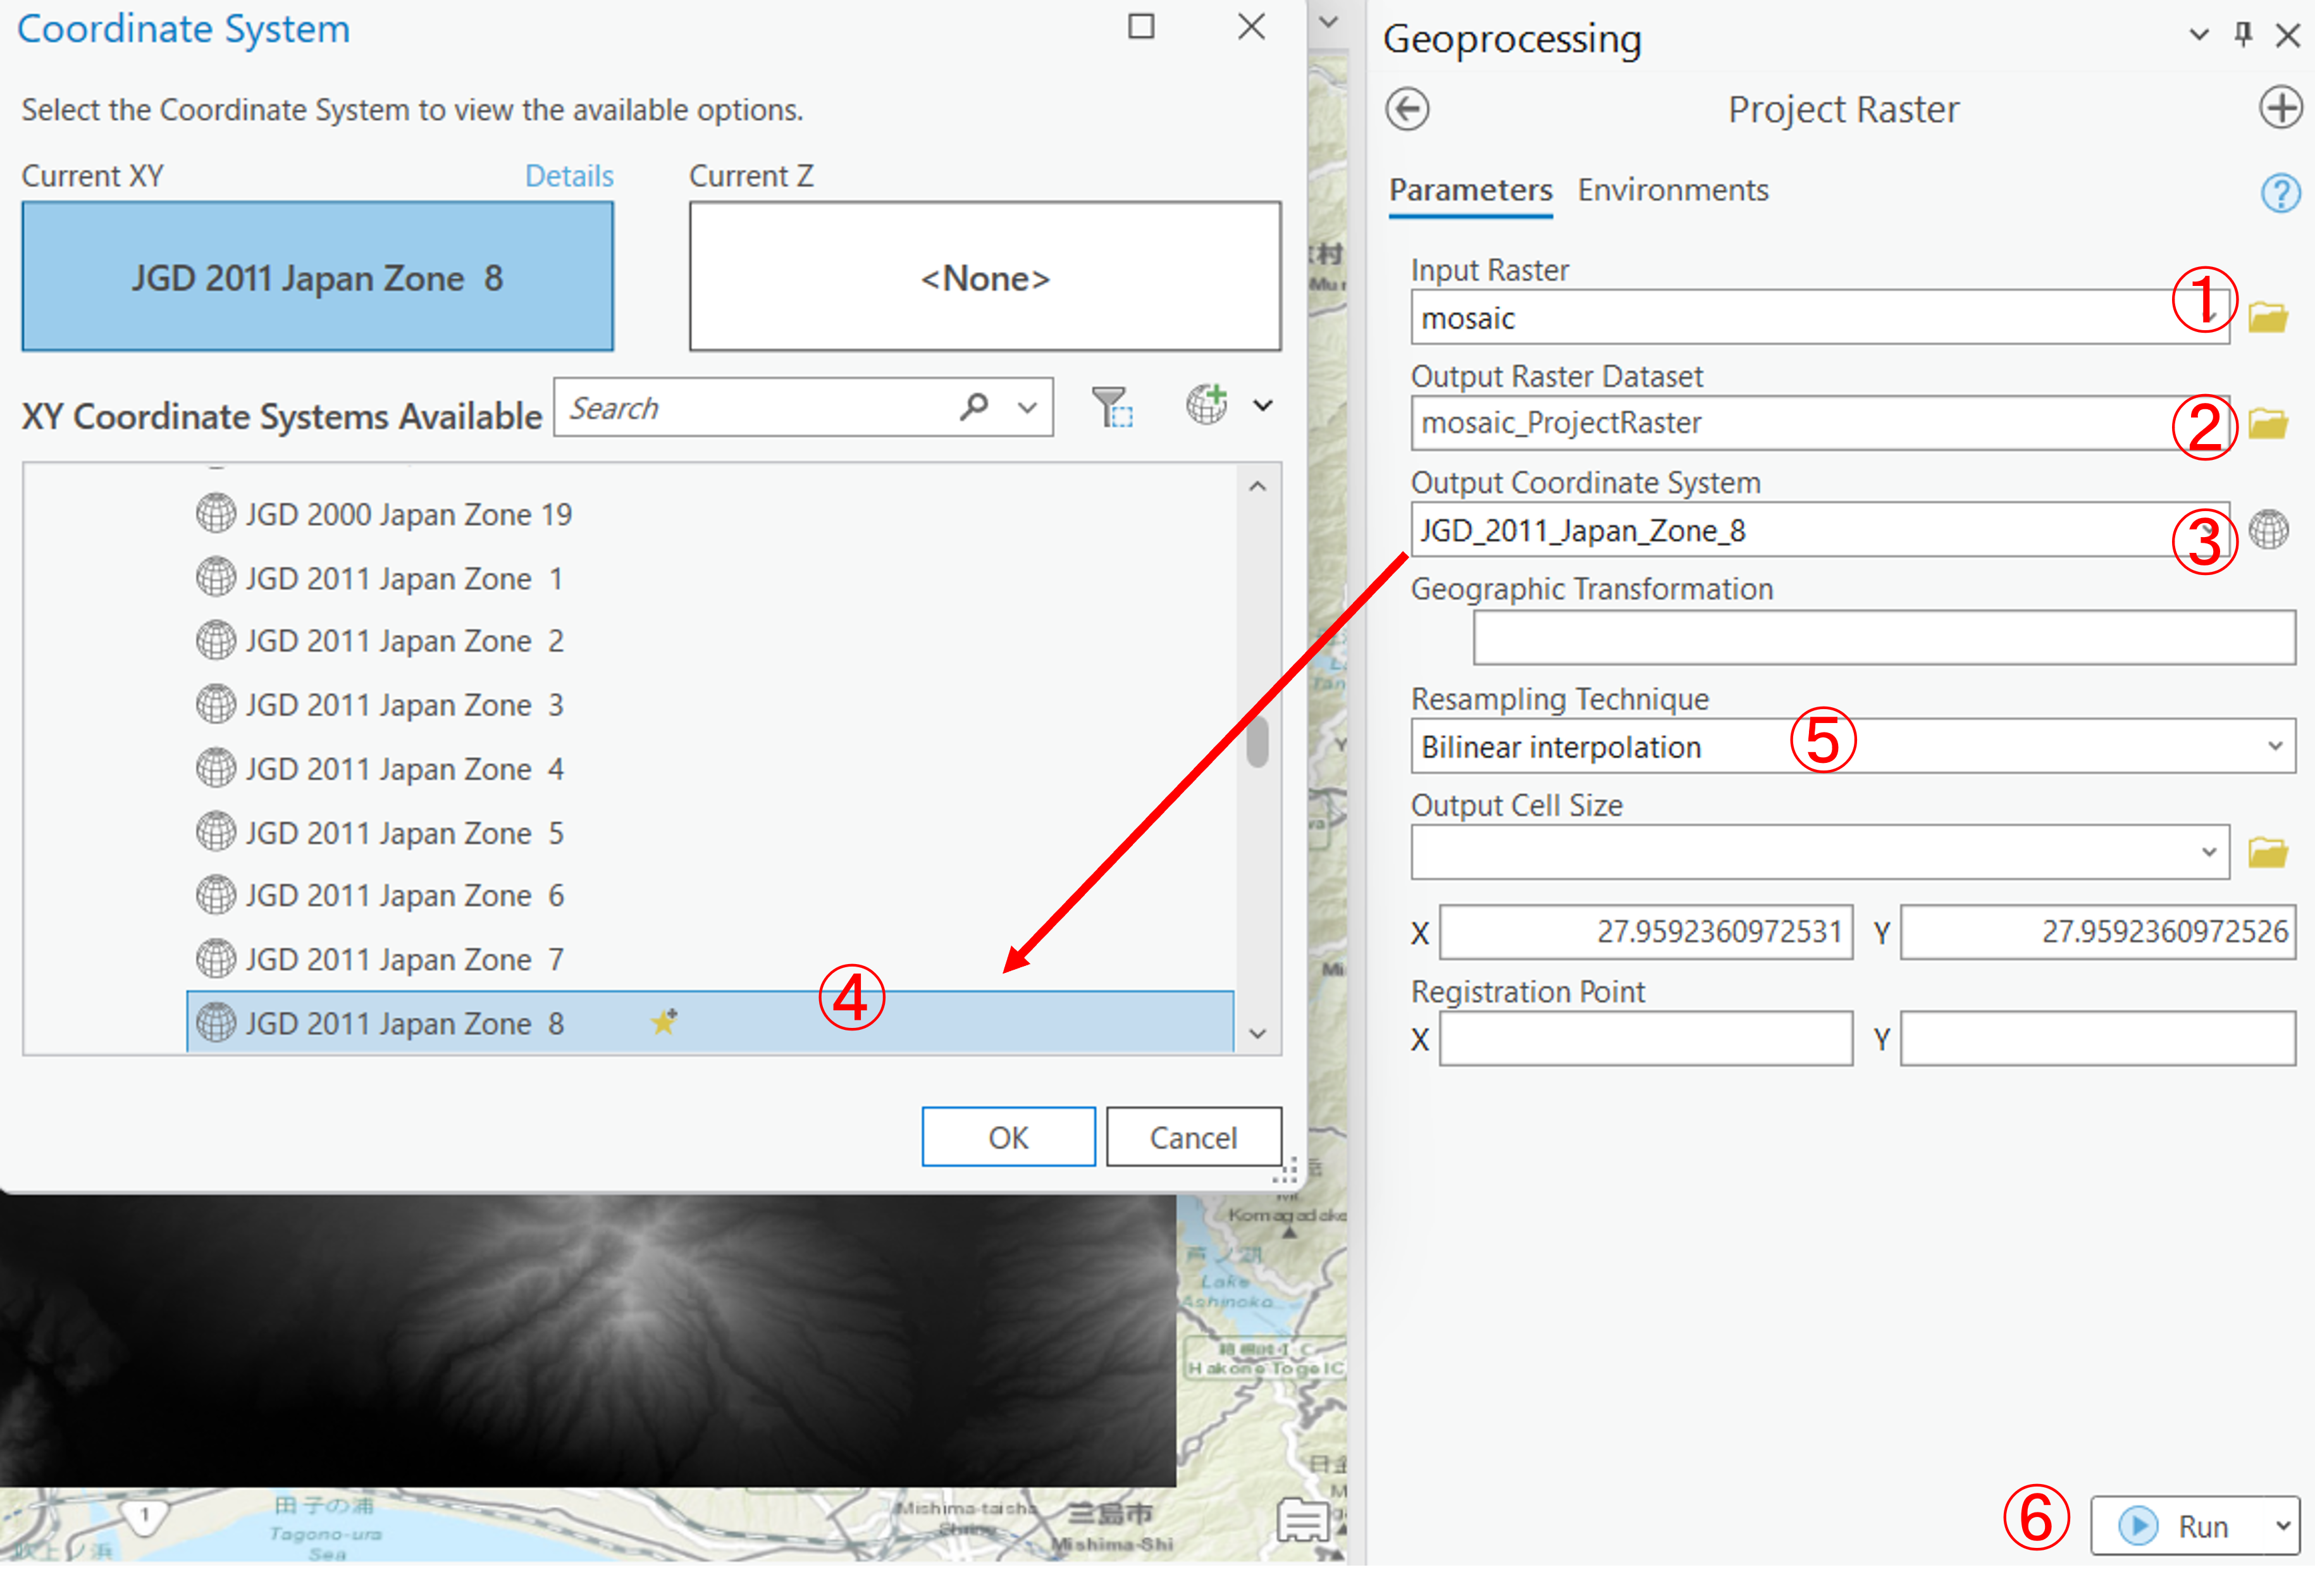 Coordinate System
Select the Coordinate System to view the available options.
Current XY
Details
Current Z
JGD 2011 Japan Zone  8
<None>
XY Coordinate Systems Available
Search
JGD 2000 Japan Zone 19
JGD 2011 Japan Zone  1
JGD 2011 Japan Zone  2
JGD 2011 Japan Zone  3
JGD 2011 Japan Zone  4
JGD 2011 Japan Zone  5
JGD 2011 Japan Zone  6
JGD 2011 Japan Zone  7
JGD 2011 Japan Zone  8
④
OK
Cancel
Geoprocessing
Project Raster
Parameters
Environments
?
Input Raster
mosaic
①
Output Raster Dataset
mosaic_ProjectRaster
②
Output Coordinate System
JGD_2011_Japan_Zone_8
③
Geographic Transformation
Resampling Technique
Bilinear interpolation
⑤
Output Cell Size
X
27.9592360972531
Y
27.9592360972526
Registration Point
X
Y
⑥
Run
村
Komagadake
芦ノ湖
Lake
Ashinoko
Hakone Toge IC
1
田子の浦
Tagono-ura
Sea
Mishima-taisha
Shrine
三島市
Mishima-Shi